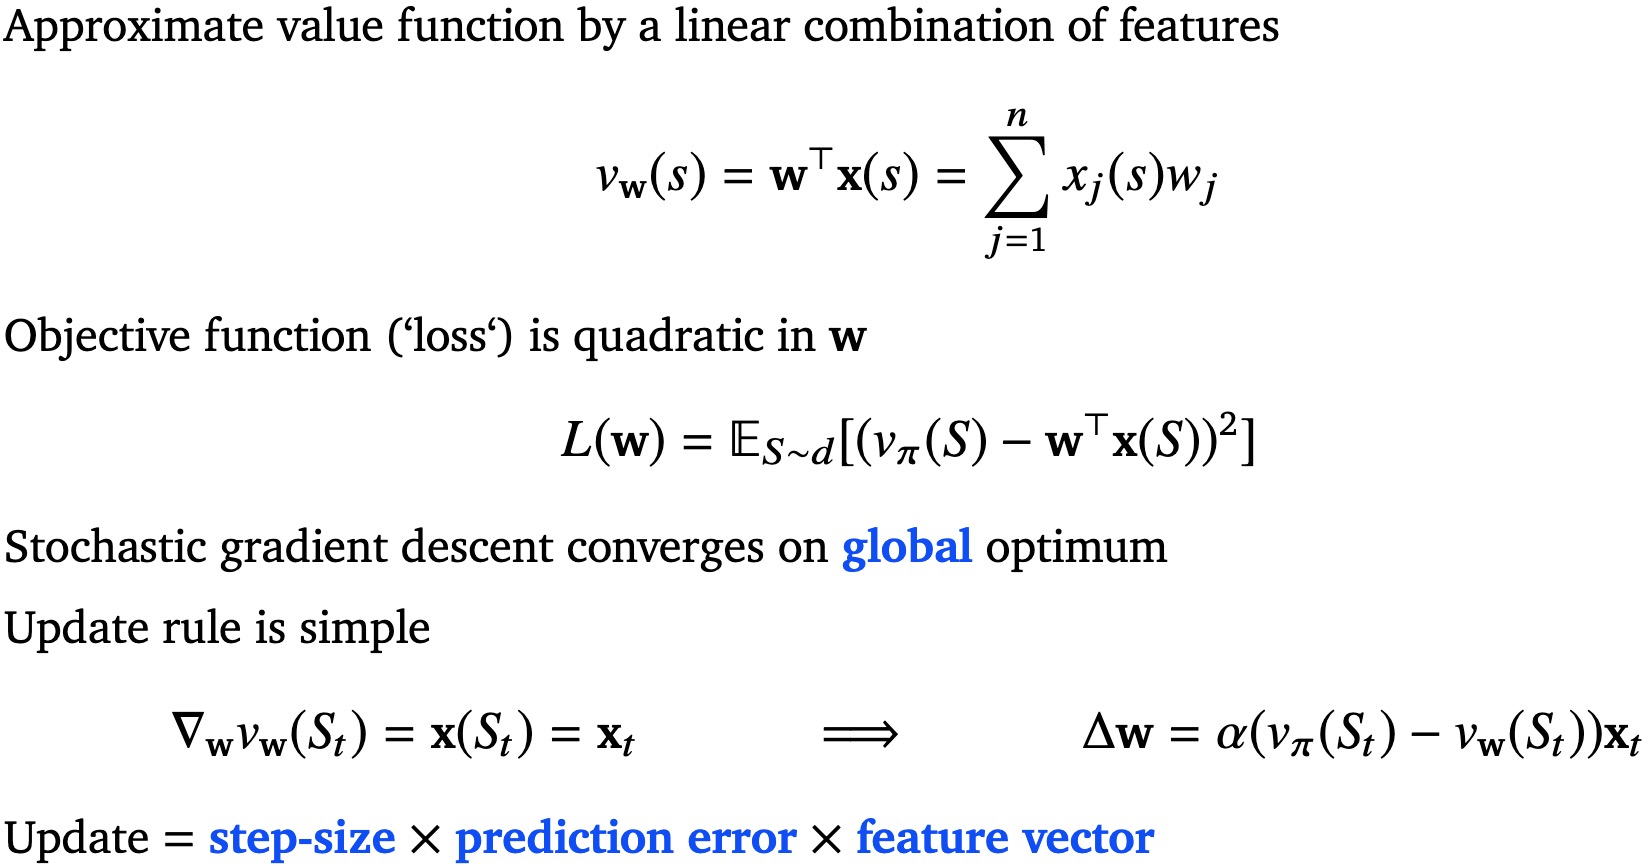 Approximate value function by a linear combination of features
$v_{\mathbf{w}}(s) = \mathbf{w}^\top \mathbf{x}(s) = \sum_{j=1}^{n} x_j(s) w_j$
Objective function (‘loss‘) is quadratic in $\mathbf{w}$
$L(\mathbf{w}) = \mathbb{E}_{S \sim d}[(v_\pi(S) - \mathbf{w}^\top \mathbf{x}(S))^2]$
Stochastic gradient descent converges on global optimum
Update rule is simple
$\nabla_{\mathbf{w}} v_{\mathbf{w}}(S_t) = \mathbf{x}(S_t) = \mathbf{x}_t \quad \Longrightarrow \quad \Delta \mathbf{w} = \alpha(v_\pi(S_t) - v_{\mathbf{w}}(S_t))\mathbf{x}_t$
Update = step-size × prediction error × feature vector